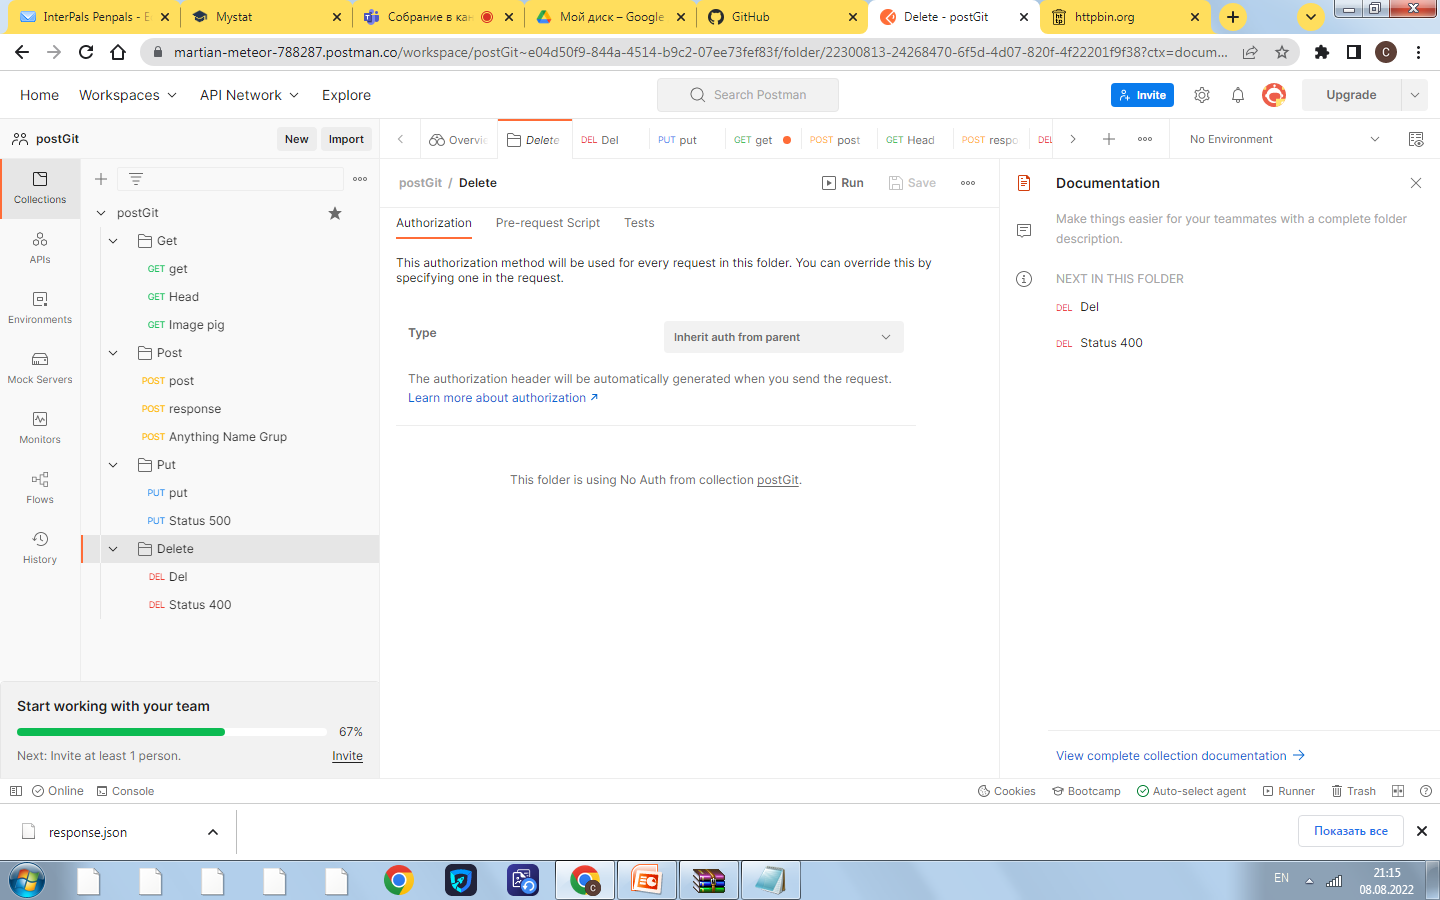 InterPals Penpals - E
Mystat
Собрание в кан
Мой диск – Google
GitHub
Delete - postGit
httpbin.org
martian-meteor-788287.postman.co/workspace/postGit~e04d50f9-844a-4514-b9c2-07ee73fef83f/folder/22300813-24268470-6f5d-4d07-820f-4f22201f9f38?ctx=docum...
C
Home
Workspaces
API Network
Explore
Search Postman
Invite
Upgrade
postGit
New
Import
Overvie
Delete
DEL Del
PUT put
GET get
POST post
GET Head
POST respo
DEL
No Environment
Collections
APIs
Environments
Mock Servers
Monitors
Flows
History
postGit
Get
GET get
GET Head
GET Image pig
Post
POST post
POST response
POST Anything Name Grup
Put
PUT put
PUT Status 500
Delete
DEL Del
DEL Status 400
Start working with your team
67%
Next: Invite at least 1 person.
Invite
postGit / Delete
Run
Save
Authorization
Pre-request Script
Tests
This authorization method will be used for every request in this folder. You can override this by
specifying one in the request.
Type
Inherit auth from parent
The authorization header will be automatically generated when you send the request.
Learn more about authorization ↗
This folder is using No Auth from collection postGit.
Documentation
Make things easier for your teammates with a complete folder
description.
NEXT IN THIS FOLDER
DEL Del
DEL Status 400
View complete collection documentation →
Online
Console
Cookies
Bootcamp
Auto-select agent
Runner
Trash
response.json
Показать все
EN
21:15
08.08.2022